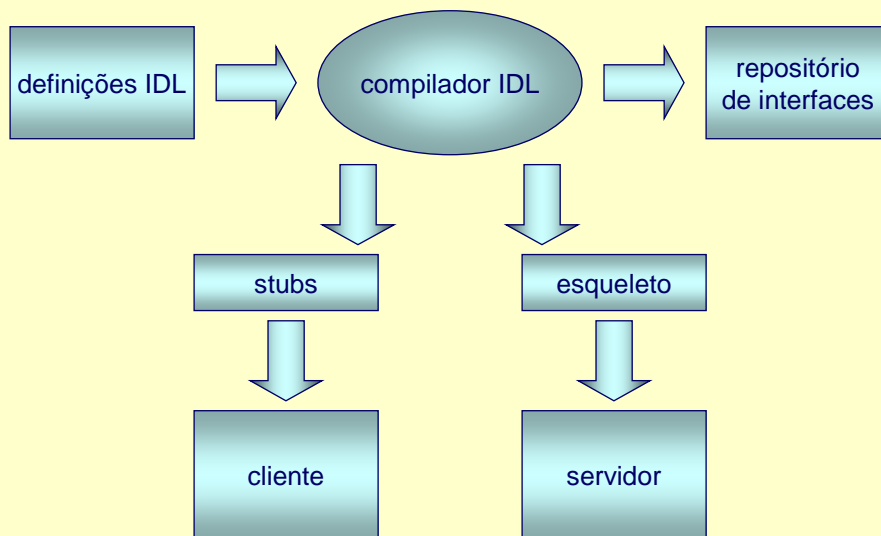 definições IDL
compilador IDL
repositório
de interfaces
stubs
esqueleto
cliente
servidor